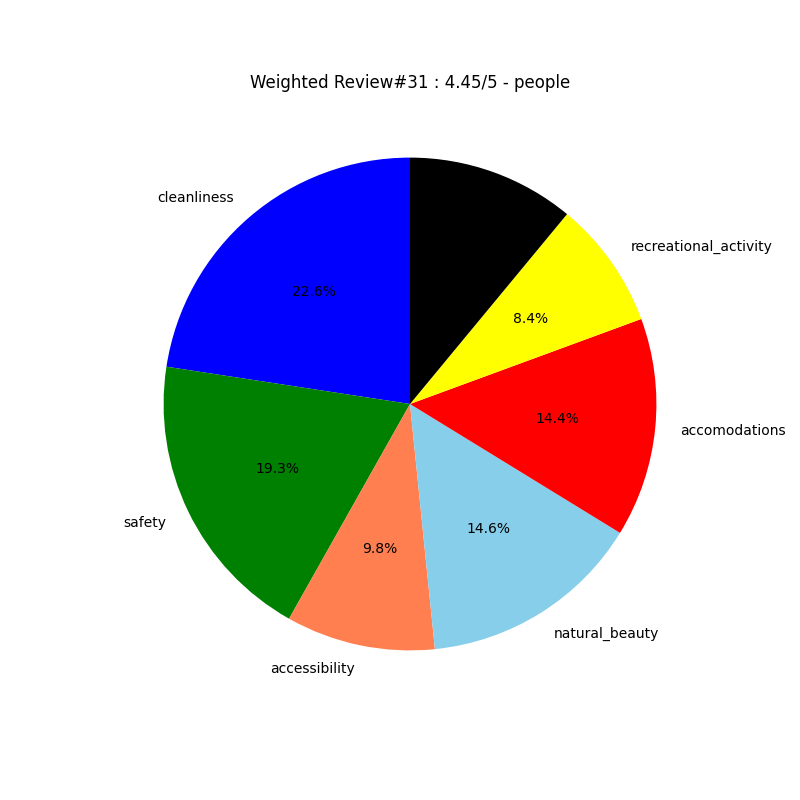 Weighted Review#31 : 4.45/5 - people
cleanliness
recreational_activity
22.6%
8.4%
14.4%
accomodations
19.3%
safety
14.6%
9.8%
natural_beauty
accessibility